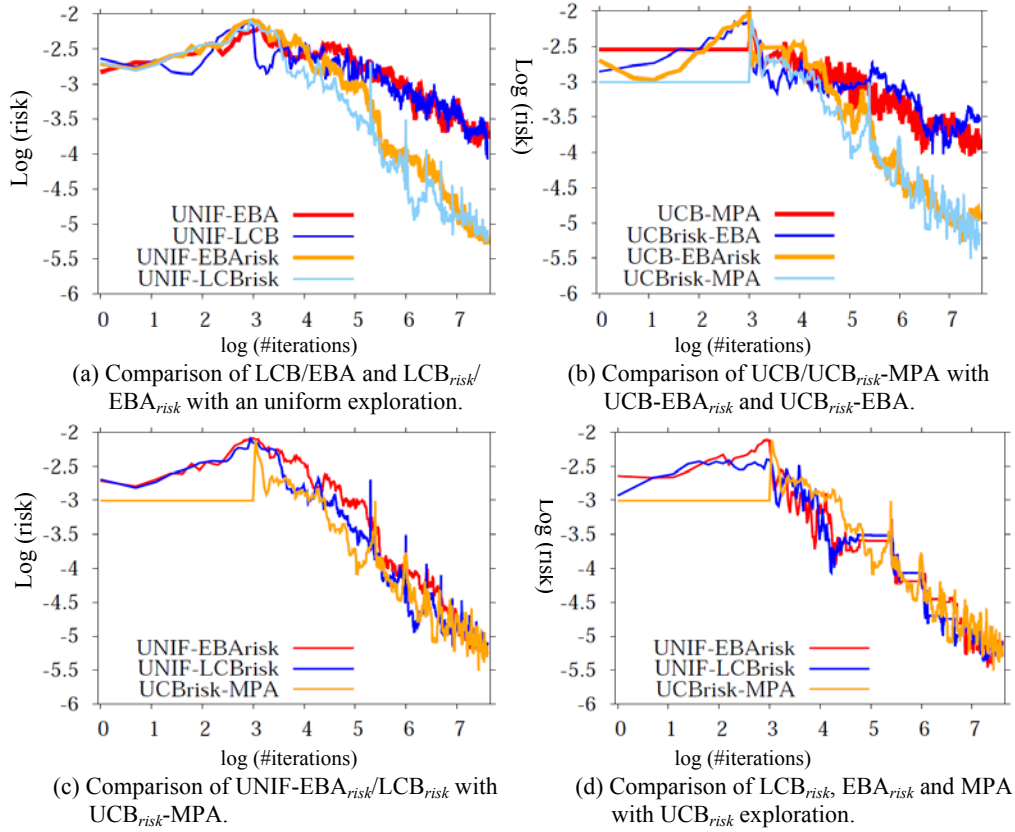 -2
-2.5
-3
-3.5
-4
-4.5
-5
-5.5
-6
Log (risk)
UNIF-EBA
UNIF-LCB
UNIF-EBArisk
UNIF-LCBrisk
0 1 2 3 4 5 6 7
log (#iterations)
(a) Comparison of LCB/EBA and LCBrisk/
EBArisk with an uniform exploration.
-2
-2.5
-3
-3.5
-4
-4.5
-5
-5.5
-6
Log (risk)
UCB-MPA
UCBrisk-EBA
UCB-EBArisk
UCBrisk-MPA
0 1 2 3 4 5 6 7
log (#iterations)
(b) Comparison of UCB/UCBrisk-MPA with
UCB-EBArisk and UCBrisk-EBA.
-2
-2.5
-3
-3.5
-4
-4.5
-5
-5.5
-6
Log (risk)
UNIF-EBArisk
UNIF-LCBrisk
UCBrisk-MPA
0 1 2 3 4 5 6 7
log (#iterations)
(c) Comparison of UNIF-EBArisk/LCBrisk with
UCBrisk-MPA.
-2
-2.5
-3
-3.5
-4
-4.5
-5
-5.5
-6
Log (risk)
UNIF-EBArisk
UNIF-LCBrisk
UCBrisk-MPA
0 1 2 3 4 5 6 7
log (#iterations)
(d) Comparison of LCBrisk, EBArisk and MPA
with UCBrisk exploration.